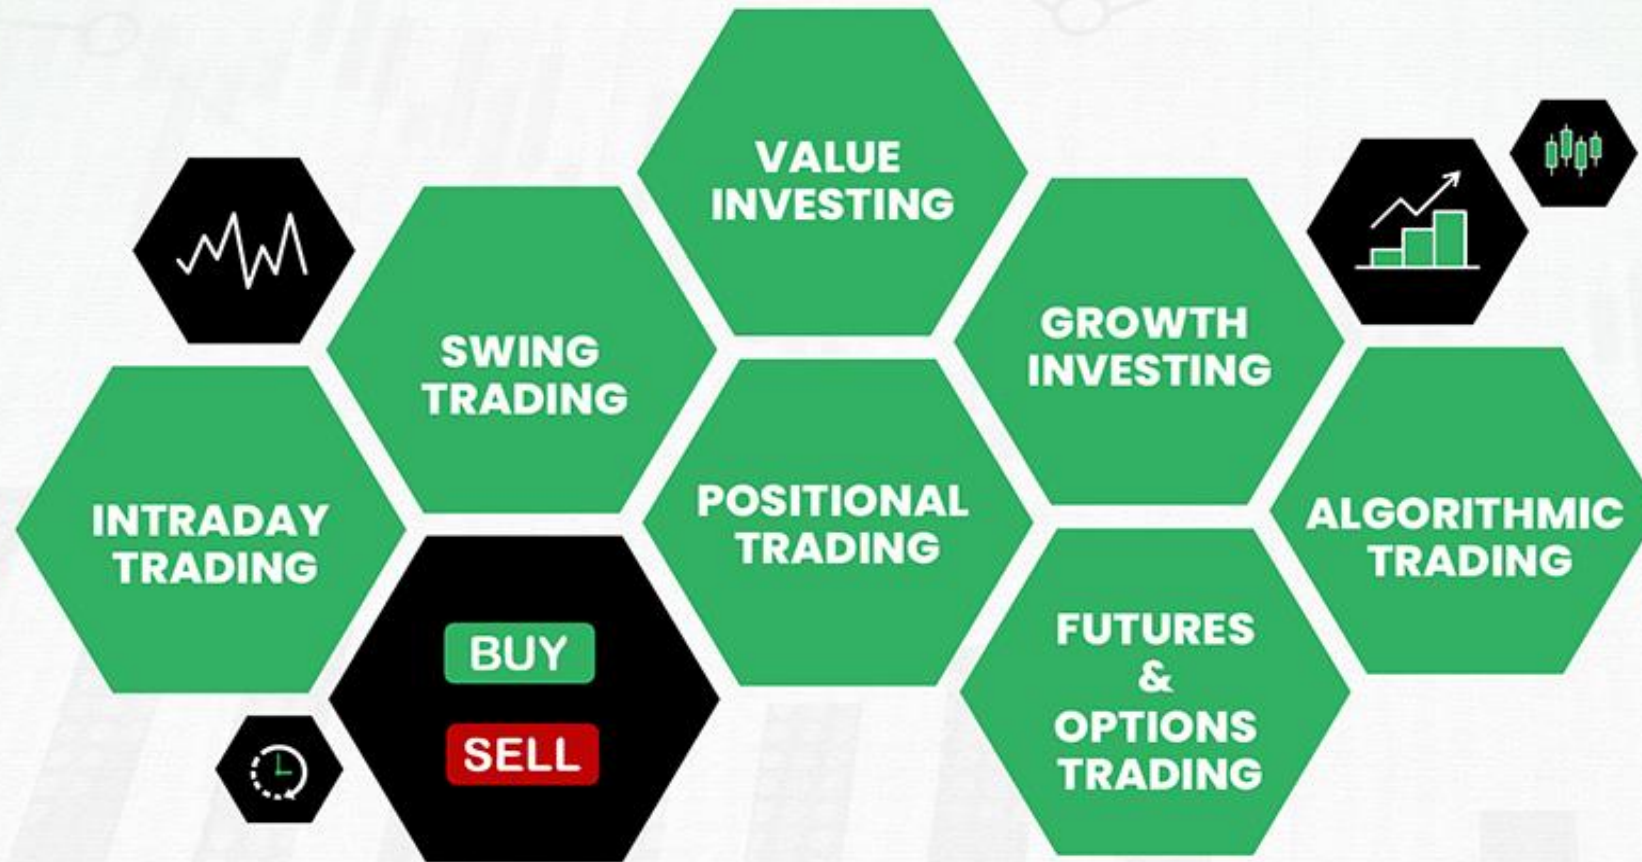 VALUE
INVESTING
SWING
TRADING
GROWTH
INVESTING
INTRADAY
TRADING
POSITIONAL
TRADING
ALGORITHMIC
TRADING
BUY
SELL
FUTURES
&
OPTIONS
TRADING